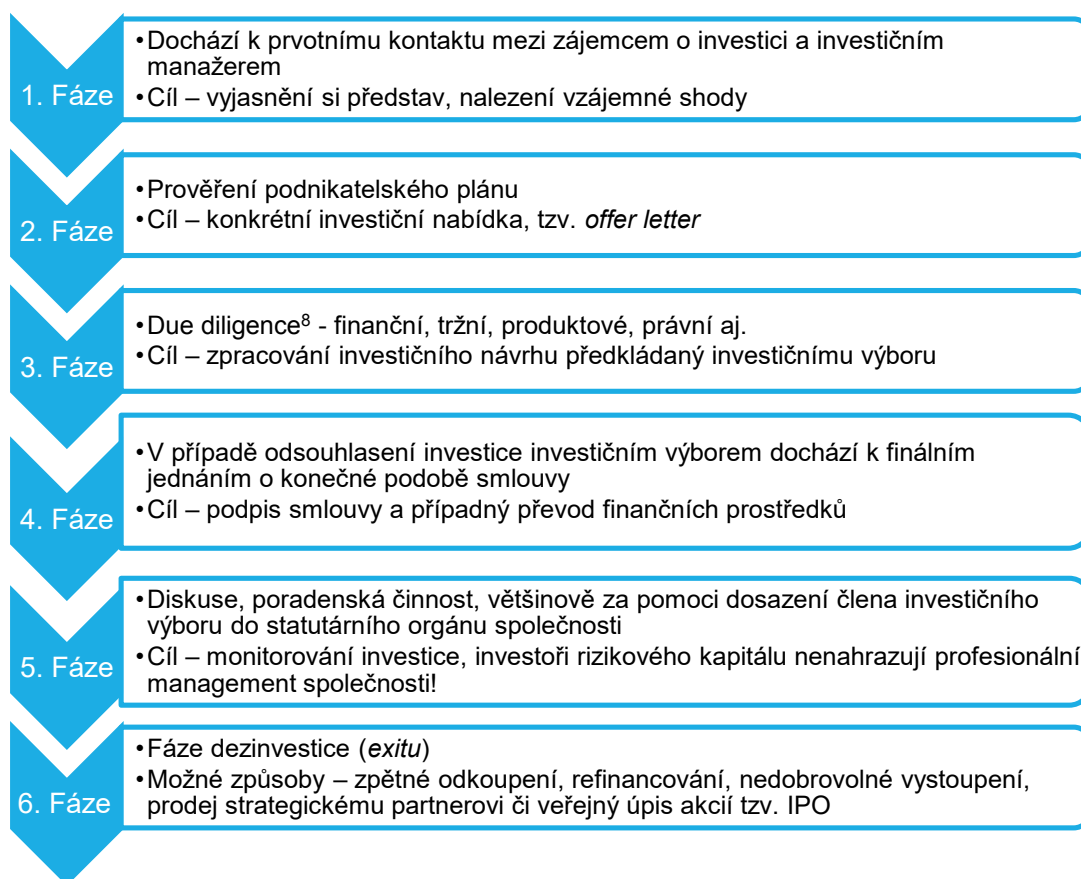 1. Fáze
•Dochází k prvotnímu kontaktu mezi zájemcem o investici a investičním
manažerem
•Cíl – vyjasnění si představ, nalezení vzájemné shody
2. Fáze
•Prověření podnikatelského plánu
•Cíl – konkrétní investiční nabídka, tzv. offer letter
3. Fáze
•Due diligence⁸ - finanční, tržní, produktové, právní aj.
•Cíl – zpracování investičního návrhu předkládaný investičnímu výboru
4. Fáze
•V případě odsouhlasení investice investičním výborem dochází k finálním
jednáním o konečné podobě smlouvy
•Cíl – podpis smlouvy a případný převod finančních prostředků
5. Fáze
•Diskuse, poradenská činnost, většinově za pomoci dosazení člena investičního
výboru do statutárního orgánu společnosti
•Cíl – monitorování investice, investoři rizikového kapitálu nenahrazují profesionální
management společnosti!
6. Fáze
•Fáze dezinvestice (exitu)
•Možné způsoby – zpětné odkoupení, refinancování, nedobrovolné vystoupení,
prodej strategickému partnerovi či veřejný úpis akcií tzv. IPO